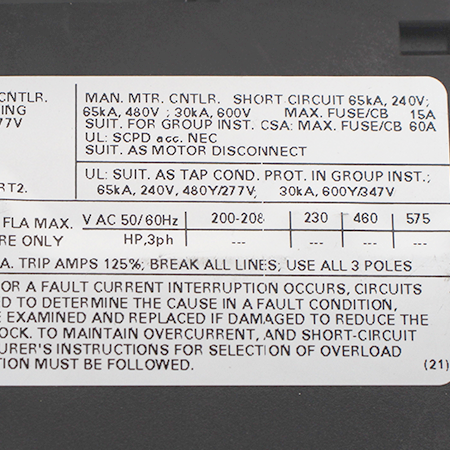 CNTLR.
ING
77V
RT2.
MAN. MTR. CNTLR. SHORT CIRCUIT 65kA, 240V;
65kA, 480V ; 30kA, 600V MAX. FUSE/CB 15A
SUIT. FOR GROUP INST. CSA: MAX. FUSE/CB 60A
UL: SCPD acc. NEC
SUIT. AS MOTOR DISCONNECT
UL: SUIT. AS TAP COND. PROT. IN GROUP INST.;
65kA, 240V, 480Y/277V; 30kA, 600Y/347V
FLA MAX. V AC 50/60Hz 200-208 230 460 575
RE ONLY HP,3ph --- --- --- ---
A. TRIP AMPS 125%; BREAK ALL LINES; USE ALL 3 POLES
OR A FAULT CURRENT INTERRUPTION OCCURS, CIRCUITS
D TO DETERMINE THE CAUSE IN A FAULT CONDITION,
E EXAMINED AND REPLACED IF DAMAGED TO REDUCE THE
OCK. TO MAINTAIN OVERCURRENT, AND SHORT-CIRCUIT
URER'S INSTRUCTIONS FOR SELECTION OF OVERLOAD
TION MUST BE FOLLOWED. (21)